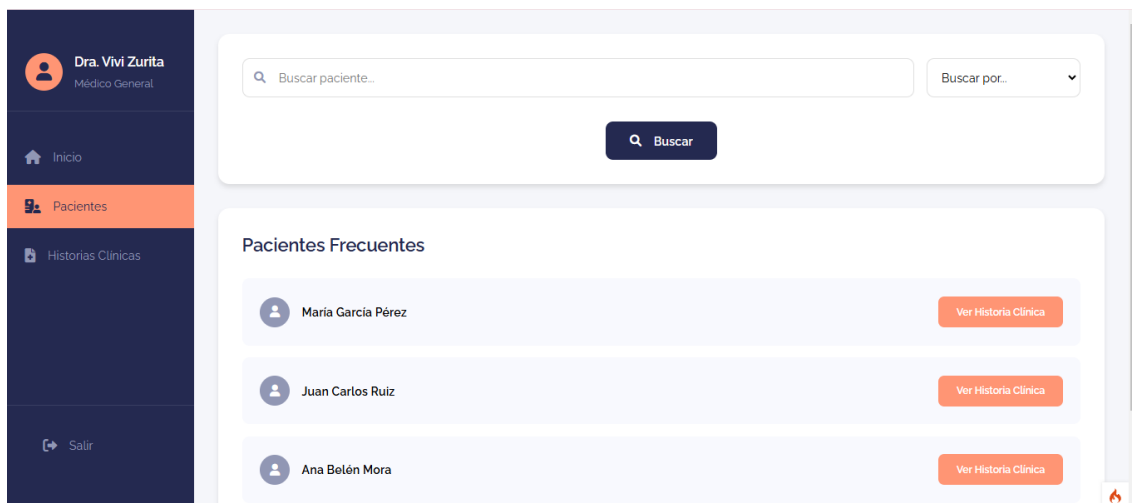 Dra. Vivi Zurita
Médico General
Inicio
Pacientes
Historias Clínicas
Salir
Buscar paciente...
Buscar por...
Buscar
Pacientes Frecuentes
María García Pérez
Ver Historia Clínica
Juan Carlos Ruiz
Ver Historia Clínica
Ana Belén Mora
Ver Historia Clínica